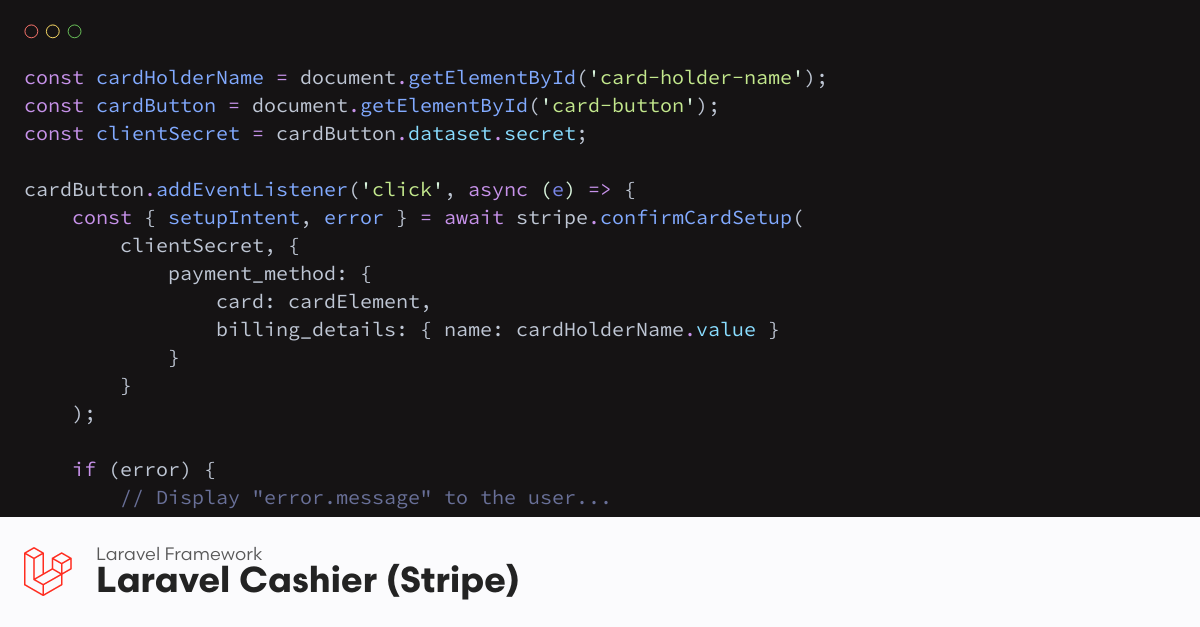 const cardHolderName = document.getElementById('card-holder-name');
const cardButton = document.getElementById('card-button');
const clientSecret = cardButton.dataset.secret;

cardButton.addEventListener('click', async (e) => {
    const { setupIntent, error } = await stripe.confirmCardSetup(
        clientSecret, {
            payment_method: {
                card: cardElement,
                billing_details: { name: cardHolderName.value }
            }
        }
    );

    if (error) {
        // Display "error.message" to the user...
Laravel Framework
Laravel Cashier (Stripe)